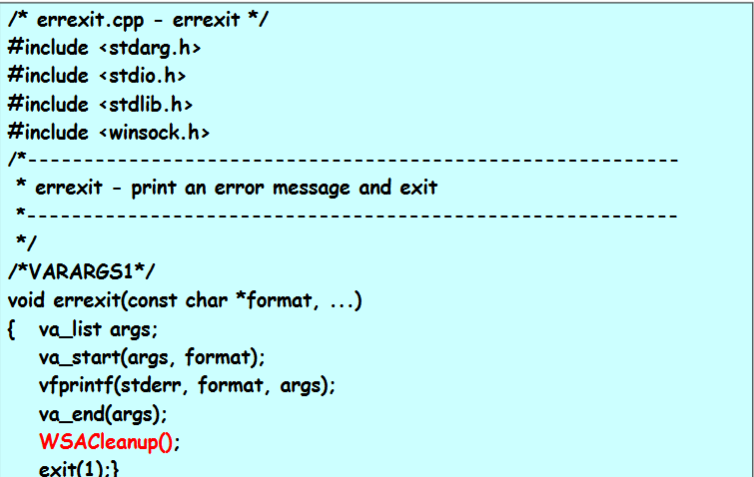 /* errexit.cpp - errexit */
#include <stdarg.h>
#include <stdio.h>
#include <stdlib.h>
#include <winsock.h>
/*----------------------------------------------------------
 * errexit - print an error message and exit
 *----------------------------------------------------------
 */
/*VARARGS1*/
void errexit(const char *format, ...)
{   va_list args;
    va_start(args, format);
    vfprintf(stderr, format, args);
    va_end(args);
    WSACleanup();
    exit(1);}